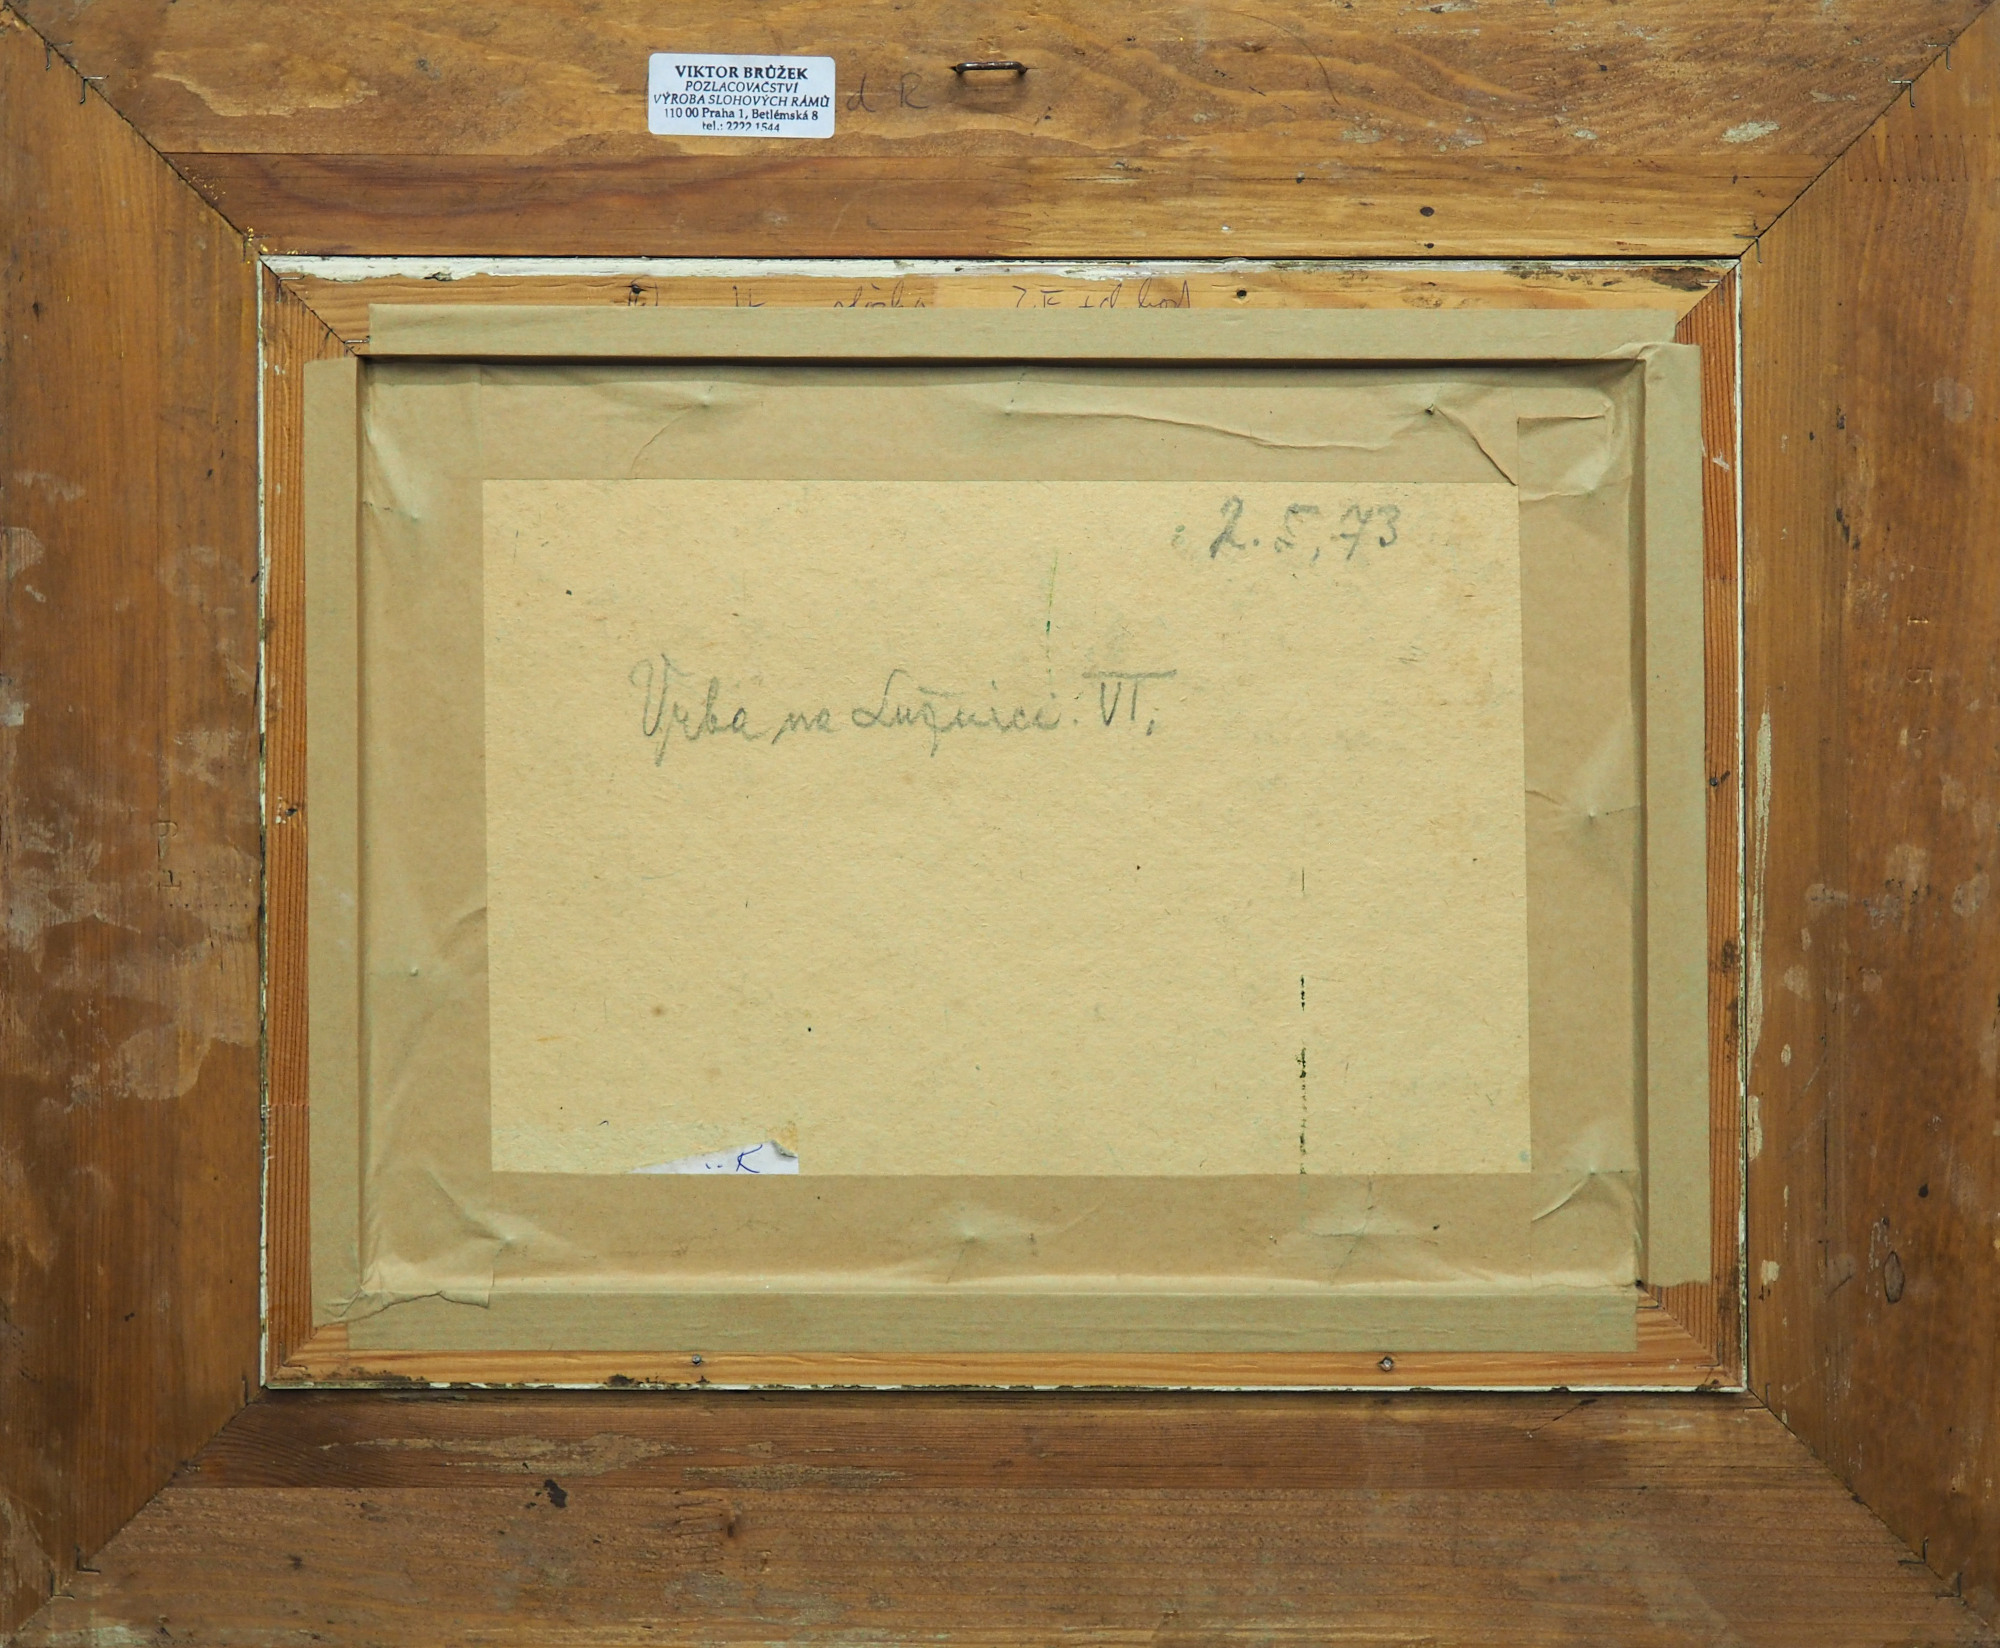 VIKTOR BRŮŽEK
POZLACOVAČSTVÍ
VÝROBA SLOHOVÝCH RÁMŮ
110 00 Praha 1, Betlémská 8
tel.: 2222 1544
d R
2. 5, 73
Vrba na Lužnici. VI.
K